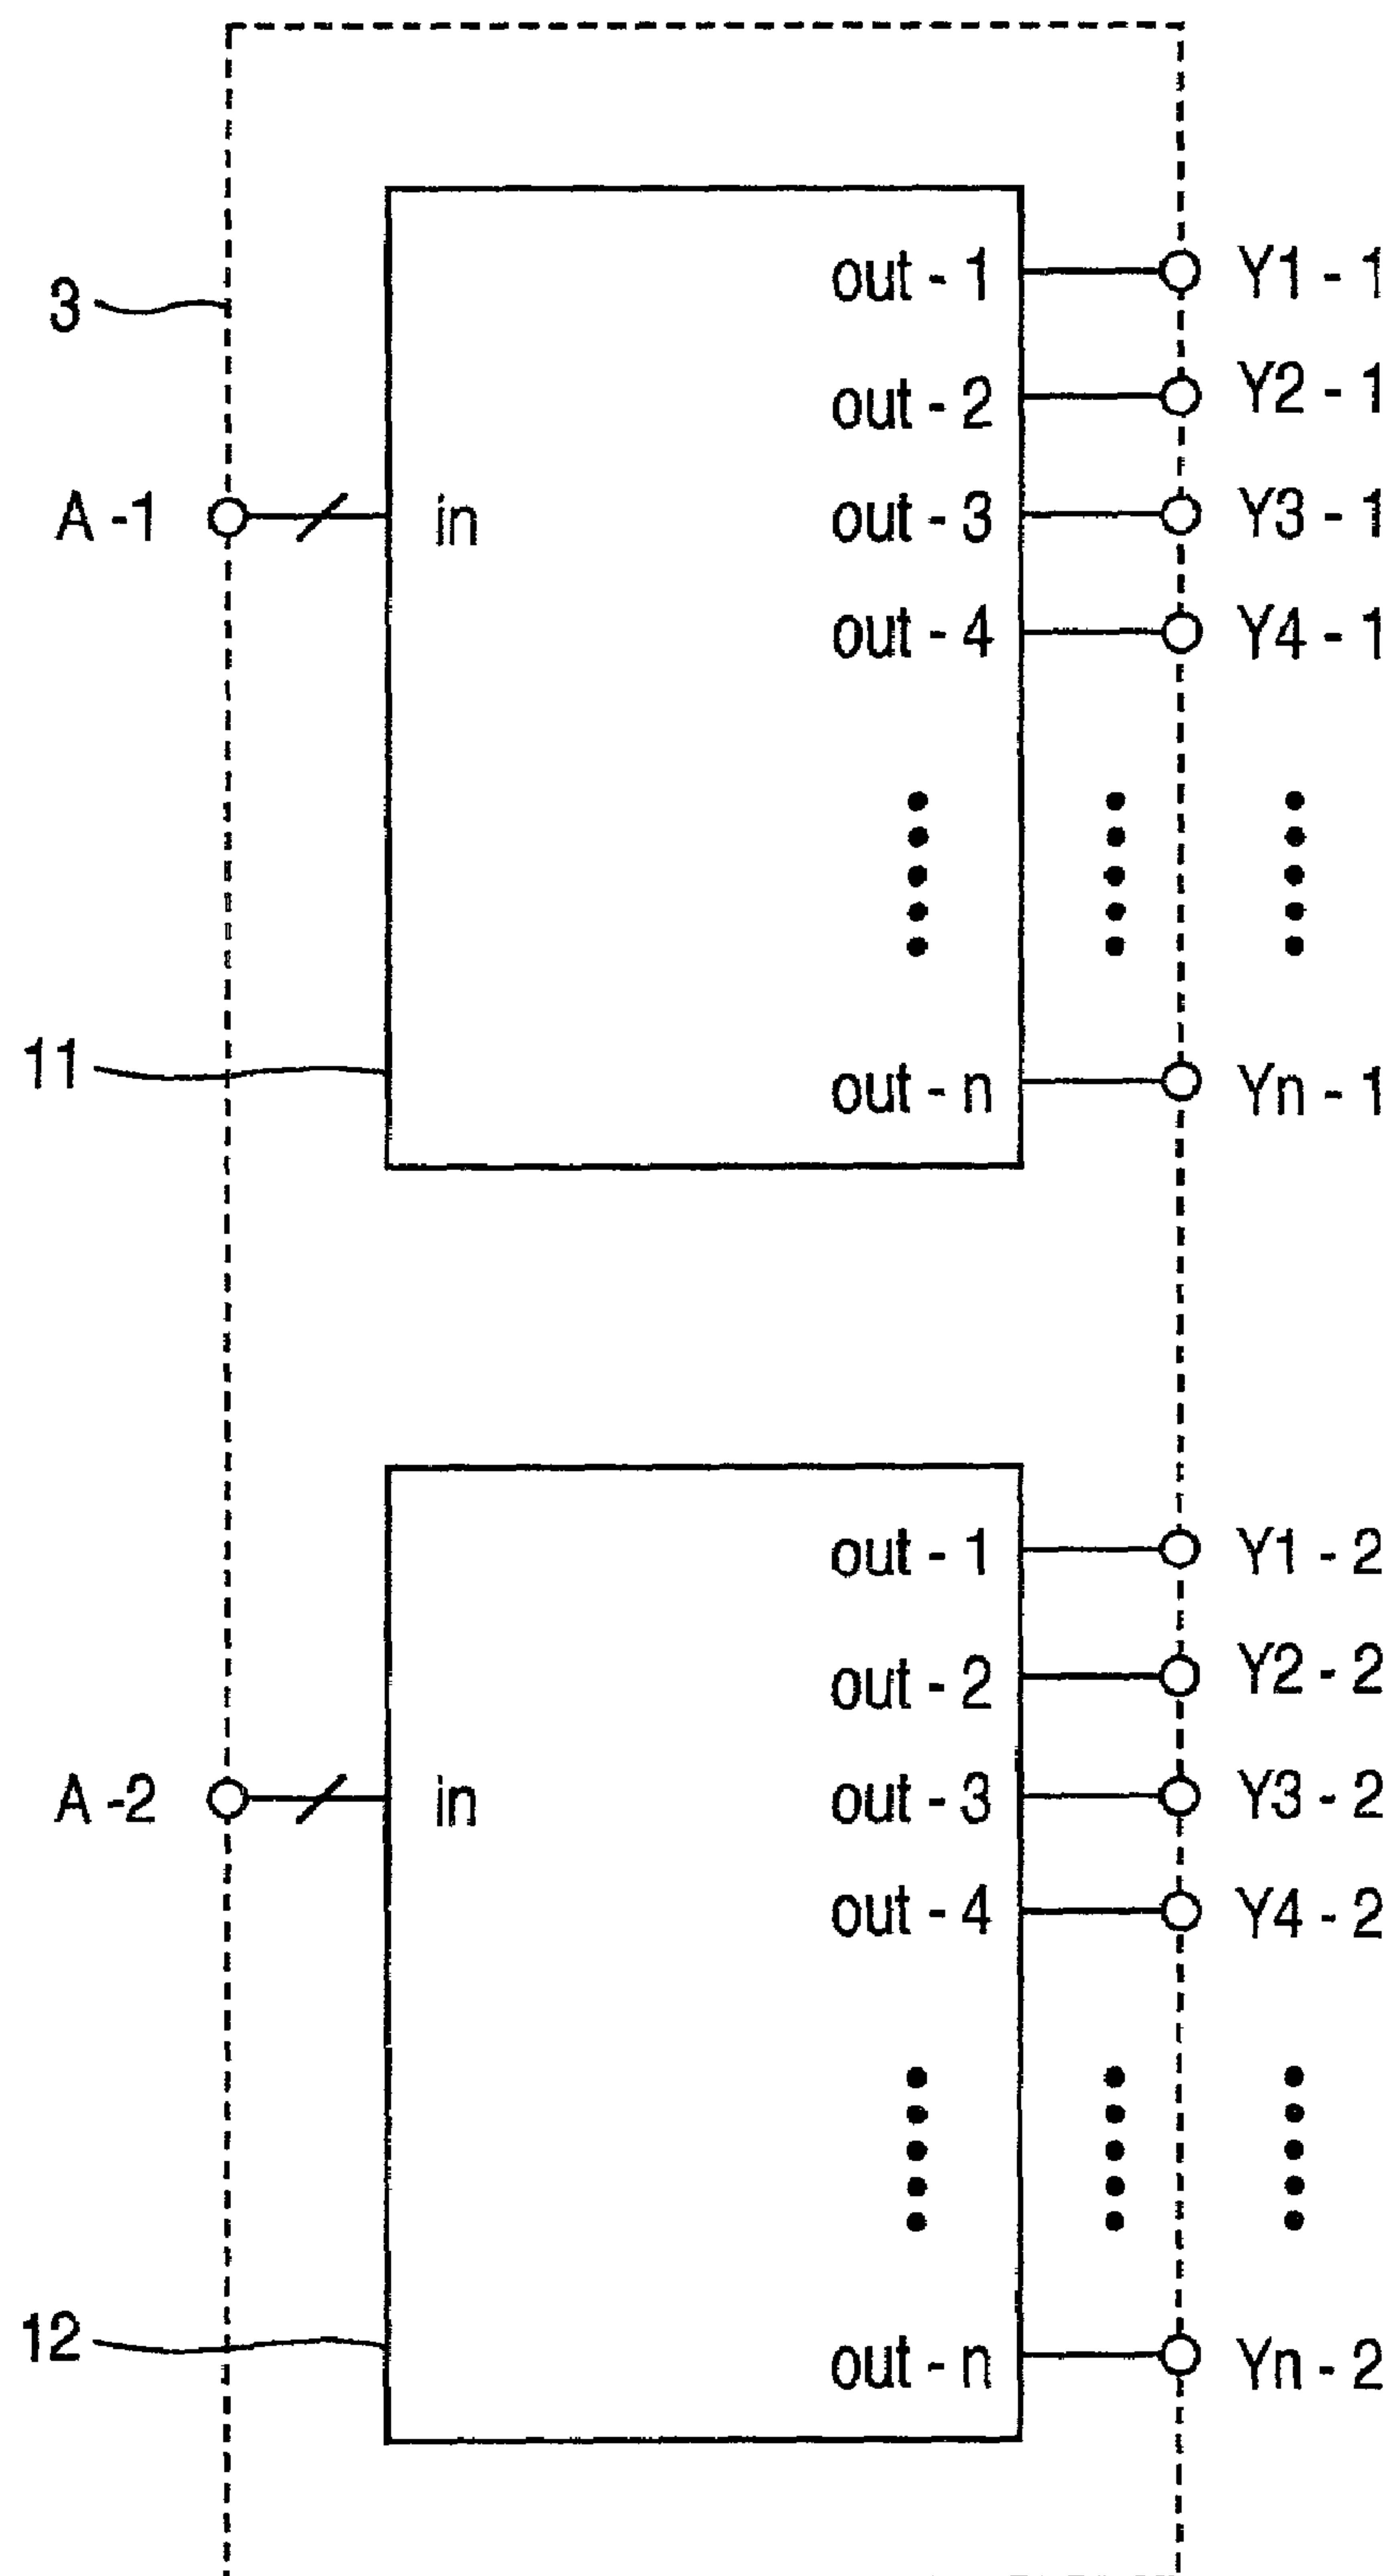 out - 1 Y1 - 1
3
out - 2 Y2 - 1
A -1 in out - 3 Y3 - 1
out - 4 Y4 - 1
11 out - n Yn - 1
out - 1 Y1 - 2
out - 2 Y2 - 2
A -2 in out - 3 Y3 - 2
out - 4 Y4 - 2
12 out - n Yn - 2